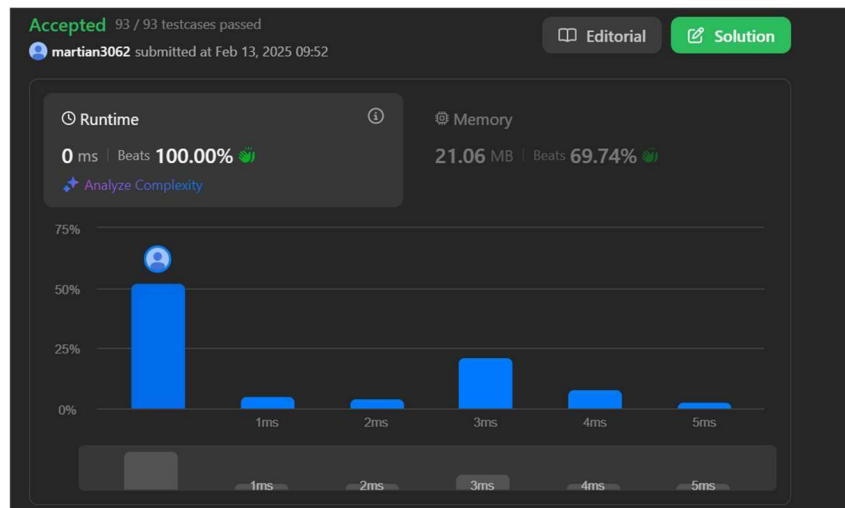 Accepted 93 / 93 testcases passed
martian3062 submitted at Feb 13, 2025 09:52
Editorial
Solution
Runtime
0 ms | Beats 100.00%
Analyze Complexity
Memory
21.06 MB | Beats 69.74%
75%
50%
25%
0%
1ms 2ms 3ms 4ms 5ms
1ms 2ms 3ms 4ms 5ms